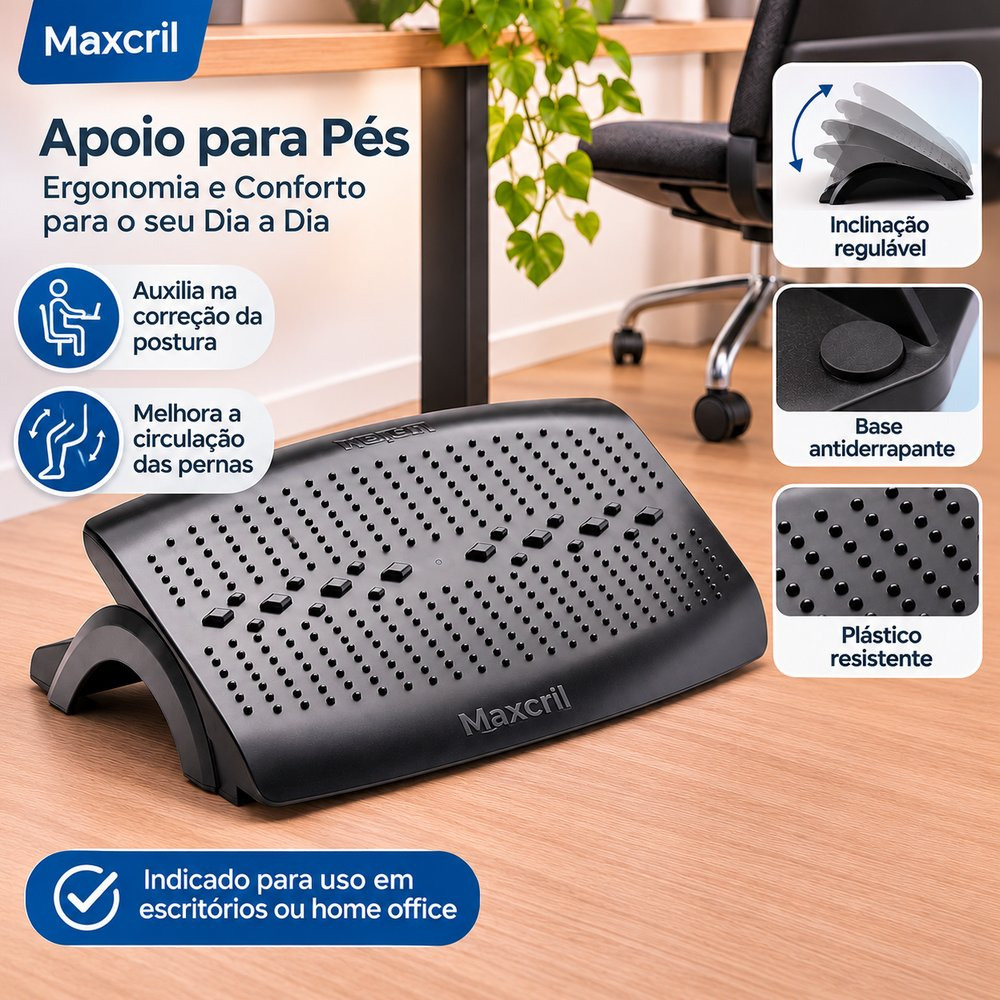 Maxcril
Apoio para Pés
Ergonomia e Conforto
para o seu Dia a Dia
Auxilia na
correção da
postura
Melhora a
circulação
das pernas
Inclinação
regulável
Base
antiderrapante
Plástico
resistente
Maxcril
Indicado para uso em
escritórios ou home office